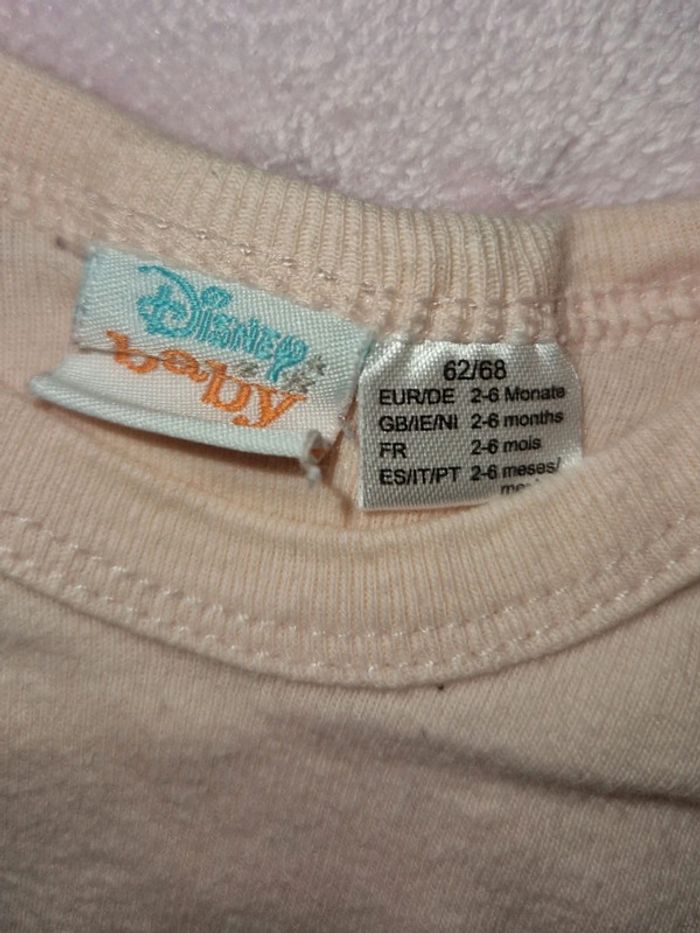 Disney
baby
62/68
EUR/DE 2-6 Monate
GB/IE/NI 2-6 months
FR 2-6 mois
ES/IT/PT 2-6 meses/